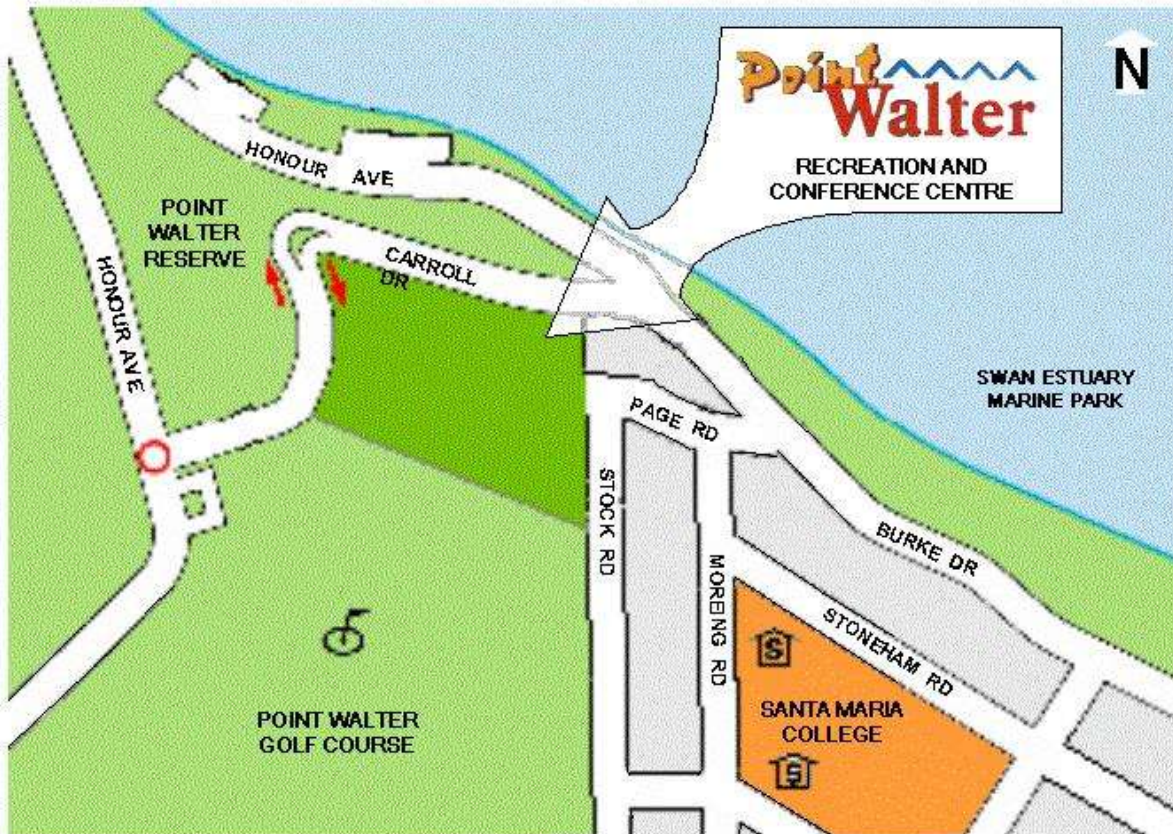 Point
Walter
RECREATION AND
CONFERENCE CENTRE
N
HONOUR AVE
POINT
WALTER
RESERVE
CARROLL
DR
HONOUR AVE
SWAN ESTUARY
MARINE PARK
PAGE RD
STOCK RD
BURKE DR
MOREING RD
STONEHAM RD
S
SANTA MARIA
COLLEGE
S
POINT WALTER
GOLF COURSE